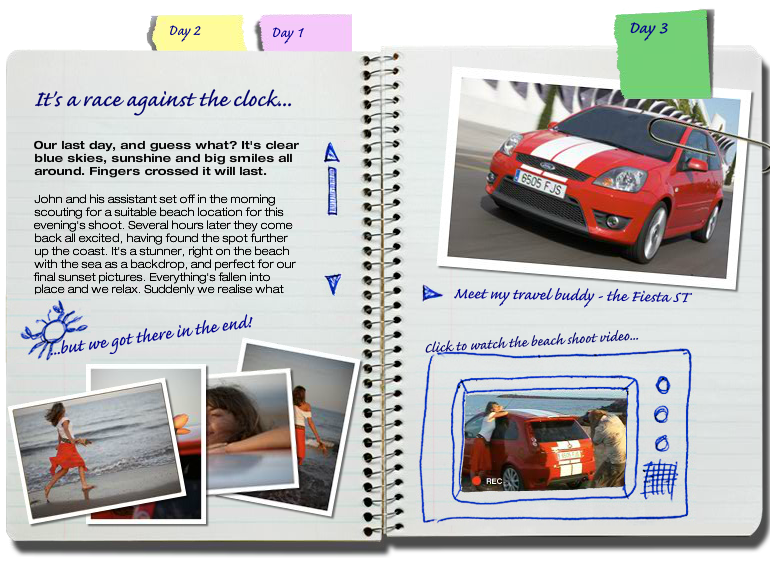 Day 2
Day 1
Day 3
It's a race against the clock...
Our last day, and guess what? It's clear
blue skies, sunshine and big smiles all
around. Fingers crossed it will last.
John and his assistant set off in the morning
scouting for a suitable beach location for this
evening's shoot. Several hours later they come
back all excited, having found the spot further
up the coast. It's a stunner, right on the beach
with the sea as a backdrop, and perfect for our
final sunset pictures. Everything's fallen into
place and we relax. Suddenly we realise what
...but we got there in the end!
Ford
6505 FJS
Meet my travel buddy - the Fiesta ST
Click to watch the beach shoot video...
REC